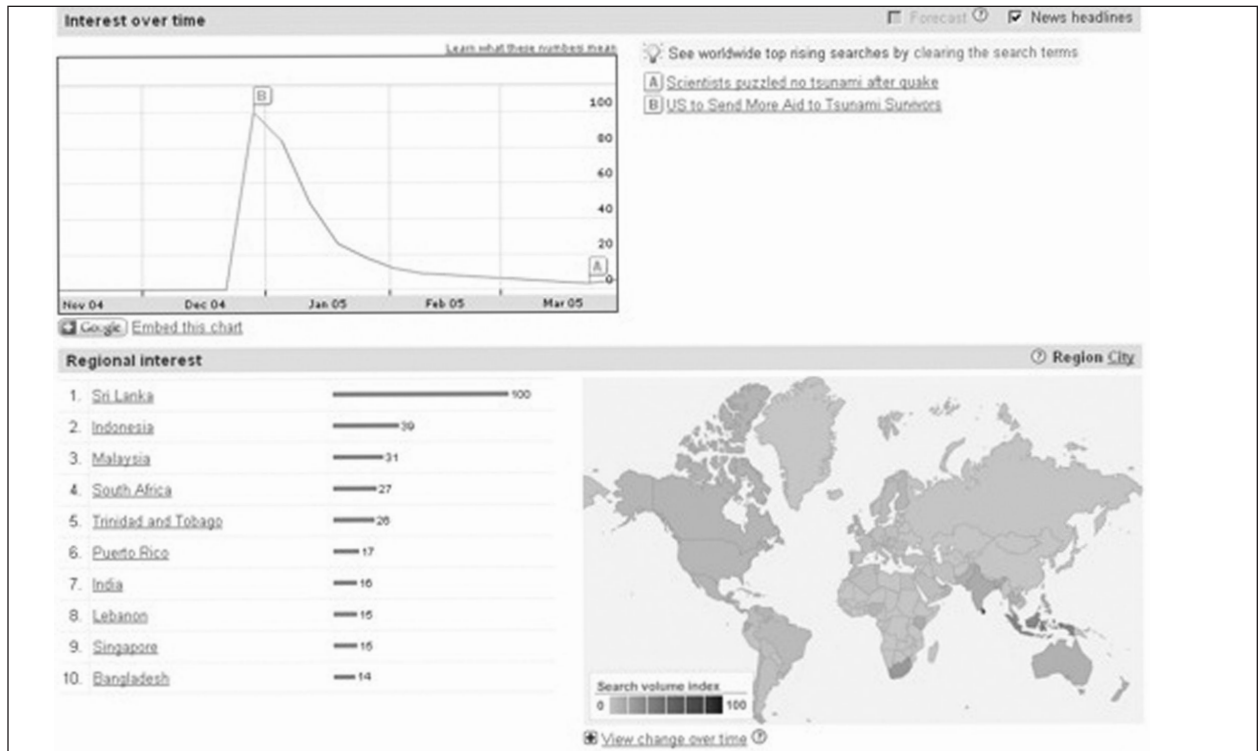 Interest over time
Forecast ? News headlines
Learn what these numbers mean
100
80
60
40
20
0
B
A
Nov 04 Dec 04 Jan 05 Feb 05 Mar 05
Google Embed this chart
See worldwide top rising searches by clearing the search terms
A Scientists puzzled no tsunami after quake
B US to Send More Aid to Tsunami Survivors
Regional interest
? Region City
1. Sri Lanka 100
2. Indonesia 39
3. Malaysia 31
4. South Africa 27
5. Trinidad and Tobago 26
6. Puerto Rico 17
7. India 16
8. Lebanon 15
9. Singapore 15
10. Bangladesh 14
Search volume index
0 100
View change over time ?